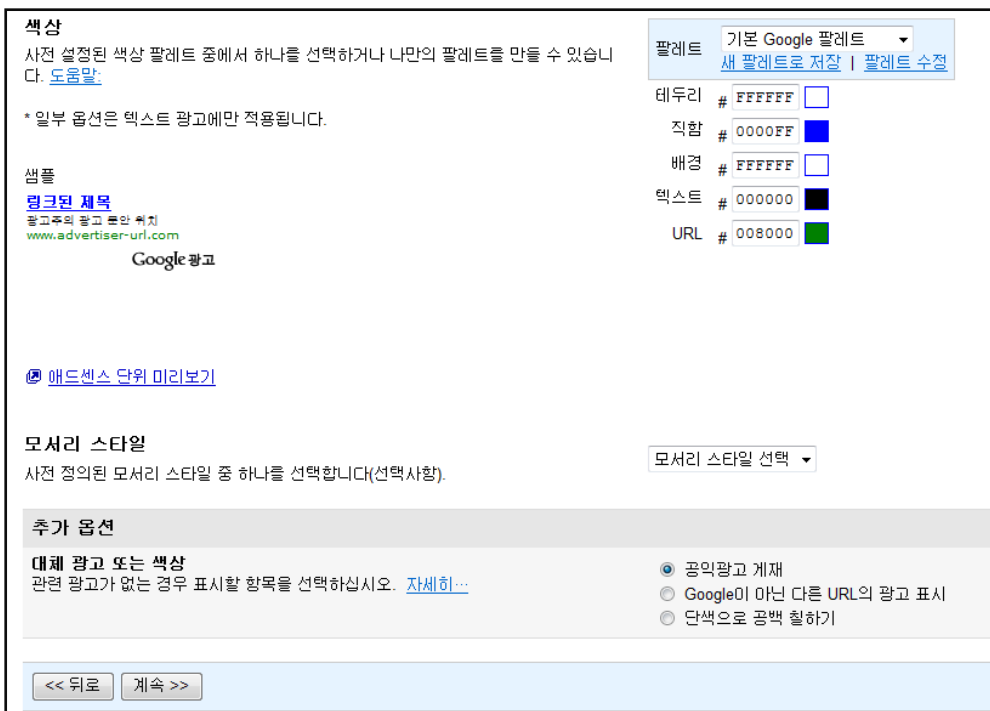 색상
사전 설정된 색상 팔레트 중에서 하나를 선택하거나 나만의 팔레트를 만들 수 있습니
다. 도움말:
* 일부 옵션은 텍스트 광고에만 적용됩니다.
샘플
링크된 제목
광고주의 광고 문안 위치
www.advertiser-url.com
Google 광고
애드센스 단위 미리보기
팔레트 기본 Google 팔레트
새 팔레트로 저장 | 팔레트 수정
테두리 # FFFFFF
직함 # 0000FF
배경 # FFFFFF
텍스트 # 000000
URL # 008000
모서리 스타일
사전 정의된 모서리 스타일 중 하나를 선택합니다(선택사항).
모서리 스타일 선택
추가 옵션
대체 광고 또는 색상
관련 광고가 없는 경우 표시할 항목을 선택하십시오. 자세히…
공익광고 게재
Google이 아닌 다른 URL의 광고 표시
단색으로 공백 칠하기
<< 뒤로 계속 >>